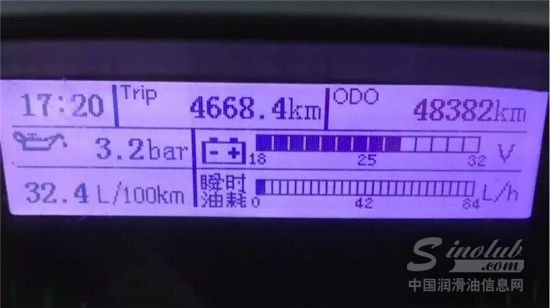 17:20 Trip 4668.4km ODO 48382km
3.2bar 18 25 32 V
32.4 L/100km 瞬时油耗 0 42 84 L/h
Sinolub.com
中国润滑油信息网